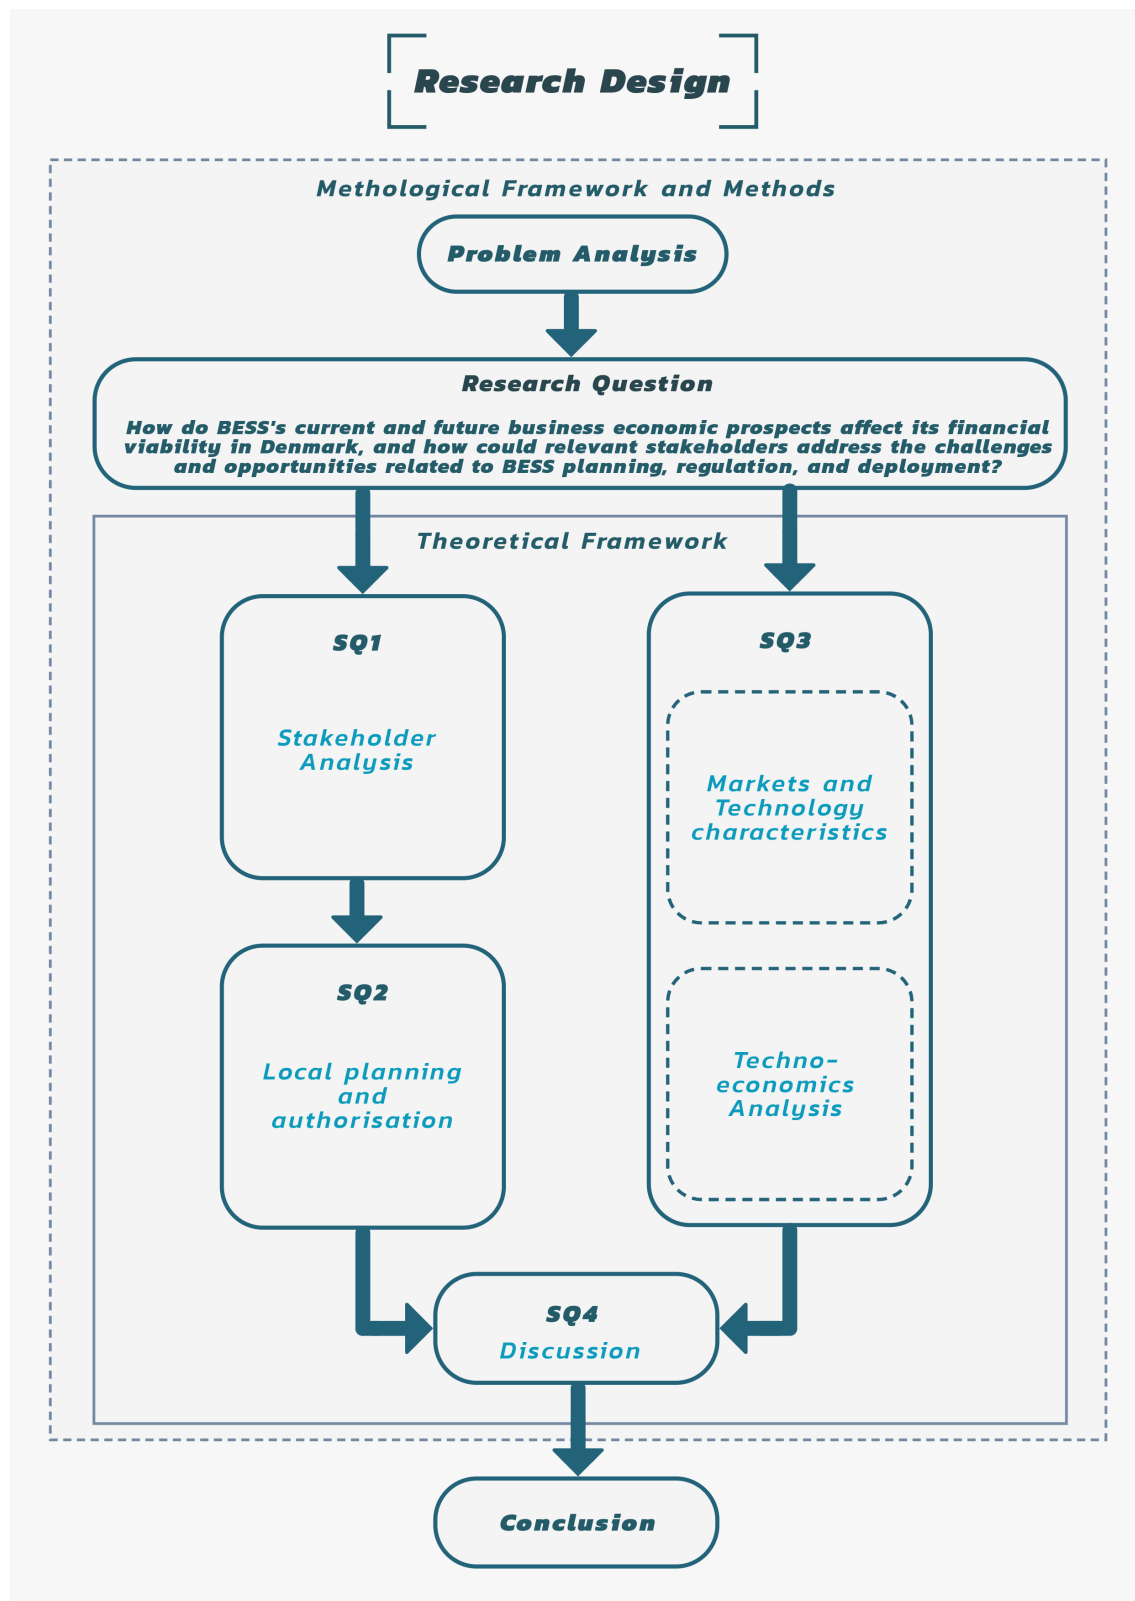 Research Design
Methological Framework and Methods
Problem Analysis
Research Question
How do BESS's current and future business economic prospects affect its financial
viability in Denmark, and how could relevant stakeholders address the challenges
and opportunities related to BESS planning, regulation, and deployment?
Theoretical Framework
SQ1
Stakeholder
Analysis
SQ2
Local planning
and
authorisation
SQ3
Markets and
Technology
characteristics
Techno-
economics
Analysis
SQ4
Discussion
Conclusion